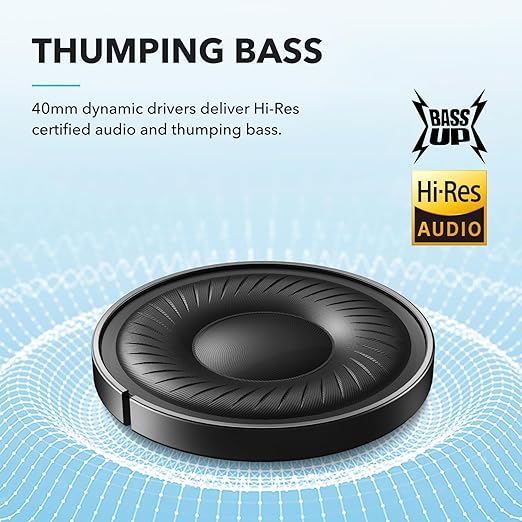 THUMPING BASS
40mm dynamic drivers deliver Hi-Res
certified audio and thumping bass.
BASS
UP
Hi-Res
AUDIO